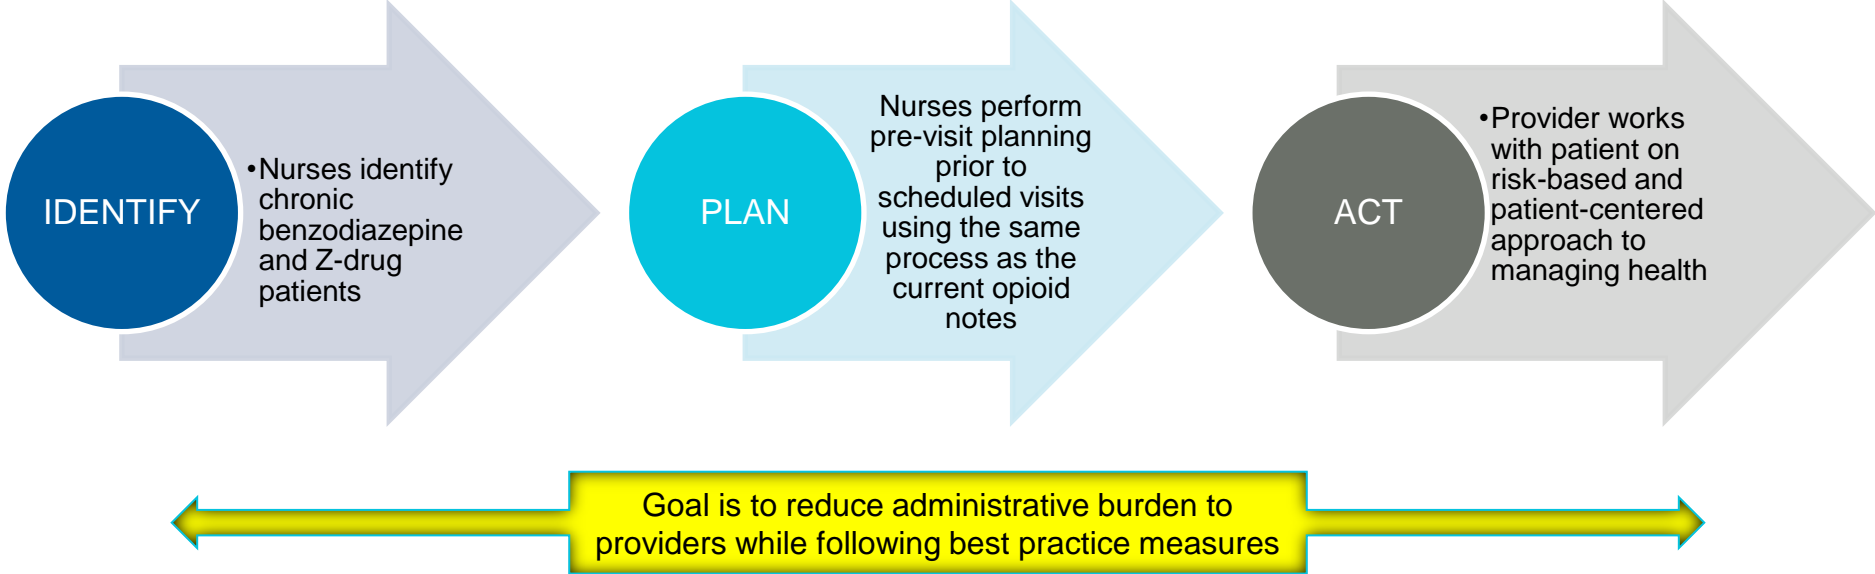 IDENTIFY
•Nurses identify
chronic
benzodiazepine
and Z-drug
patients
PLAN
Nurses perform
pre-visit planning
prior to
scheduled visits
using the same
process as the
current opioid
notes
ACT
•Provider works
with patient on
risk-based and
patient-centered
approach to
managing health
Goal is to reduce administrative burden to
providers while following best practice measures